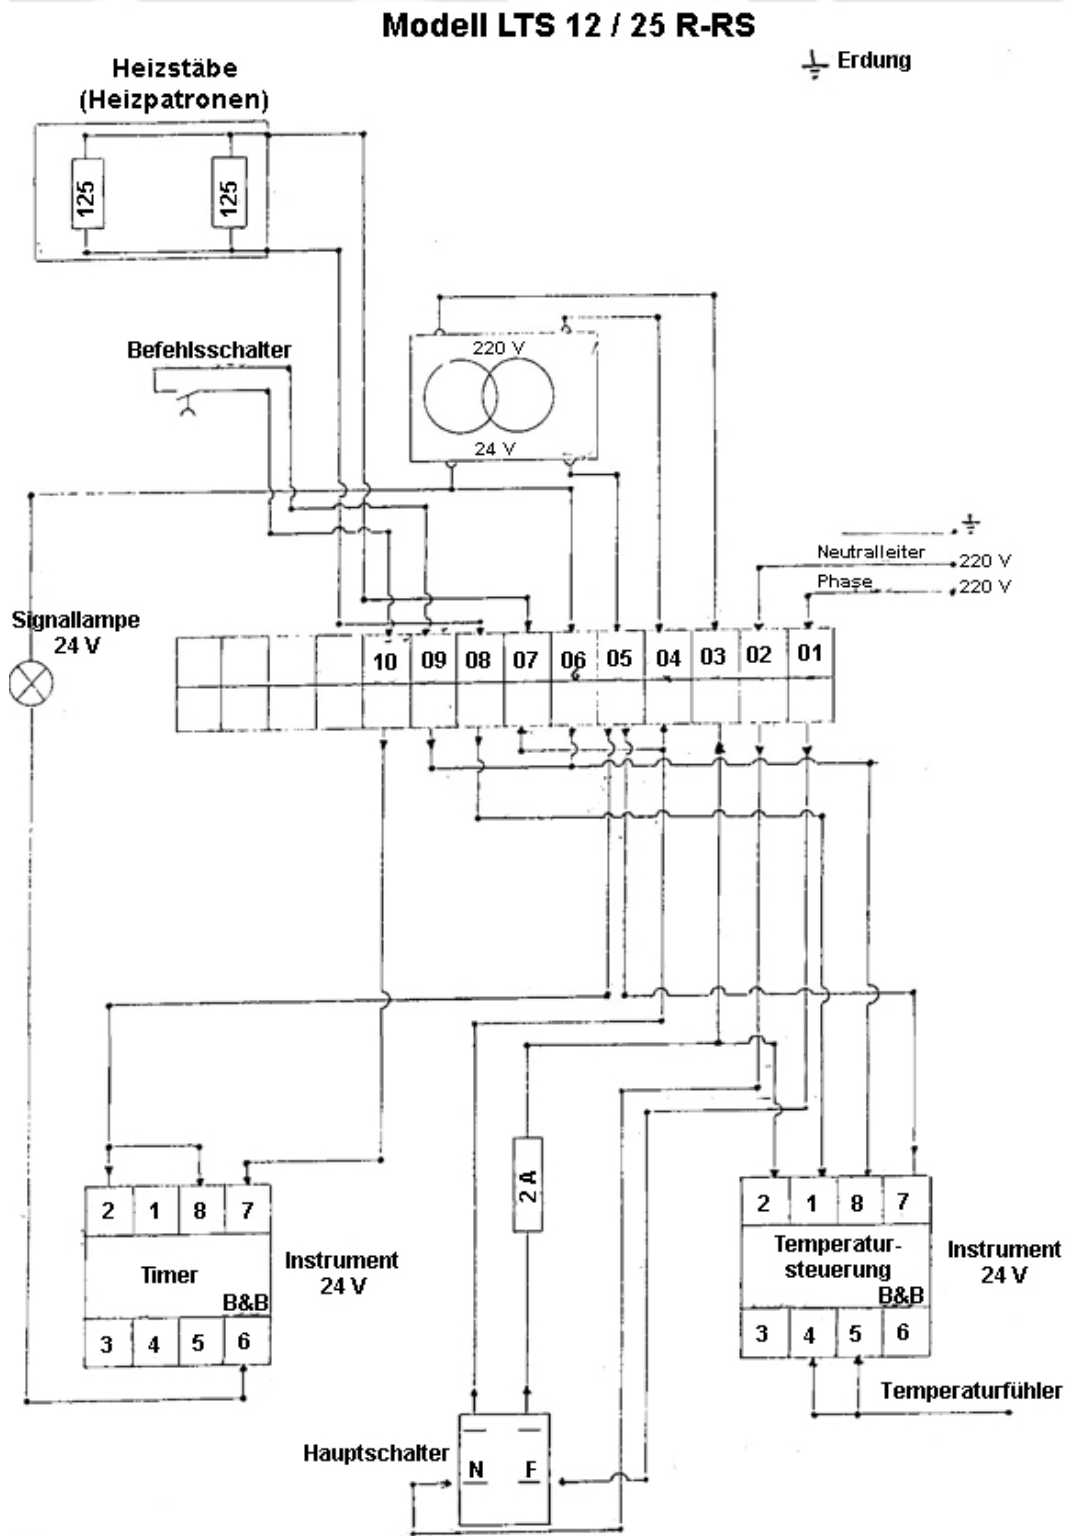 Modell LTS 12 / 25 R-RS
Erdung
Heizstäbe
(Heizpatronen)
125
125
Befehlsschalter
220 V
24 V
Neutralleiter
220 V
Phase
220 V
Signallampe
24 V
10 09 08 07 06 05 04 03 02 01
2 A
2 1 8 7
Timer
B&B
3 4 5 6
Instrument
24 V
2 1 8 7
Temperatur-
steuerung
B&B
3 4 5 6
Instrument
24 V
Temperaturfühler
Hauptschalter
N F